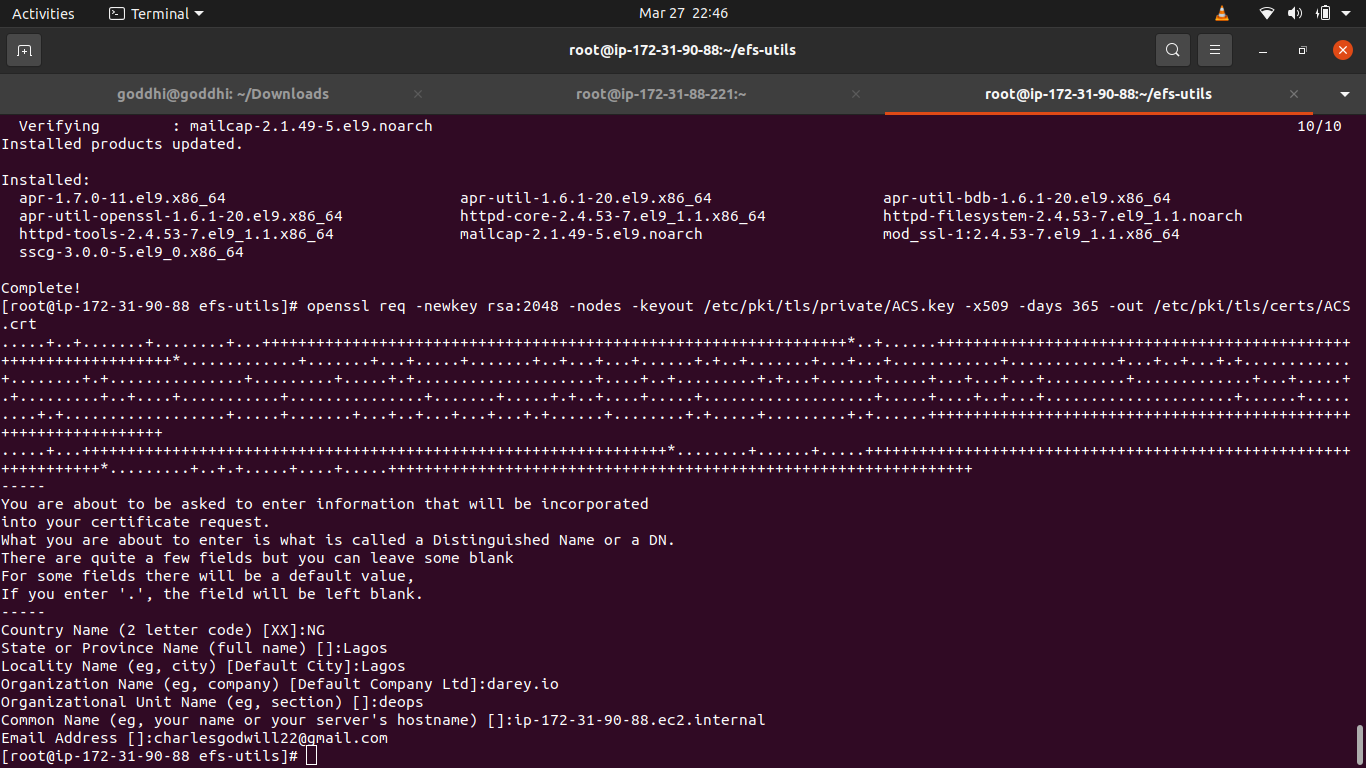 Activities Terminal Mar 27 22:46
root@ip-172-31-90-88:~/efs-utils
goddhi@goddhi: ~/Downloads root@ip-172-31-88-221:~ root@ip-172-31-90-88:~/efs-utils
Verifying : mailcap-2.1.49-5.el9.noarch 10/10
Installed products updated.
Installed:
apr-1.7.0-11.el9.x86_64 apr-util-1.6.1-20.el9.x86_64 apr-util-bdb-1.6.1-20.el9.x86_64
apr-util-openssl-1.6.1-20.el9.x86_64 httpd-core-2.4.53-7.el9_1.1.x86_64 httpd-filesystem-2.4.53-7.el9_1.1.noarch
httpd-tools-2.4.53-7.el9_1.1.x86_64 mailcap-2.1.49-5.el9.noarch mod_ssl-1:2.4.53-7.el9_1.1.x86_64
sscg-3.0.0-5.el9_0.x86_64
Complete!
[root@ip-172-31-90-88 efs-utils]# openssl req -newkey rsa:2048 -nodes -keyout /etc/pki/tls/private/ACS.key -x509 -days 365 -out /etc/pki/tls/certs/ACS
.crt
-----
You are about to be asked to enter information that will be incorporated
into your certificate request.
What you are about to enter is what is called a Distinguished Name or a DN.
There are quite a few fields but you can leave some blank
For some fields there will be a default value,
If you enter '.', the field will be left blank.
-----
Country Name (2 letter code) [XX]:NG
State or Province Name (full name) []:Lagos
Locality Name (eg, city) [Default City]:Lagos
Organization Name (eg, company) [Default Company Ltd]:darey.io
Organizational Unit Name (eg, section) []:deops
Common Name (eg, your name or your server's hostname) []:ip-172-31-90-88.ec2.internal
Email Address []:charlesgodwill22@gmail.com
[root@ip-172-31-90-88 efs-utils]#